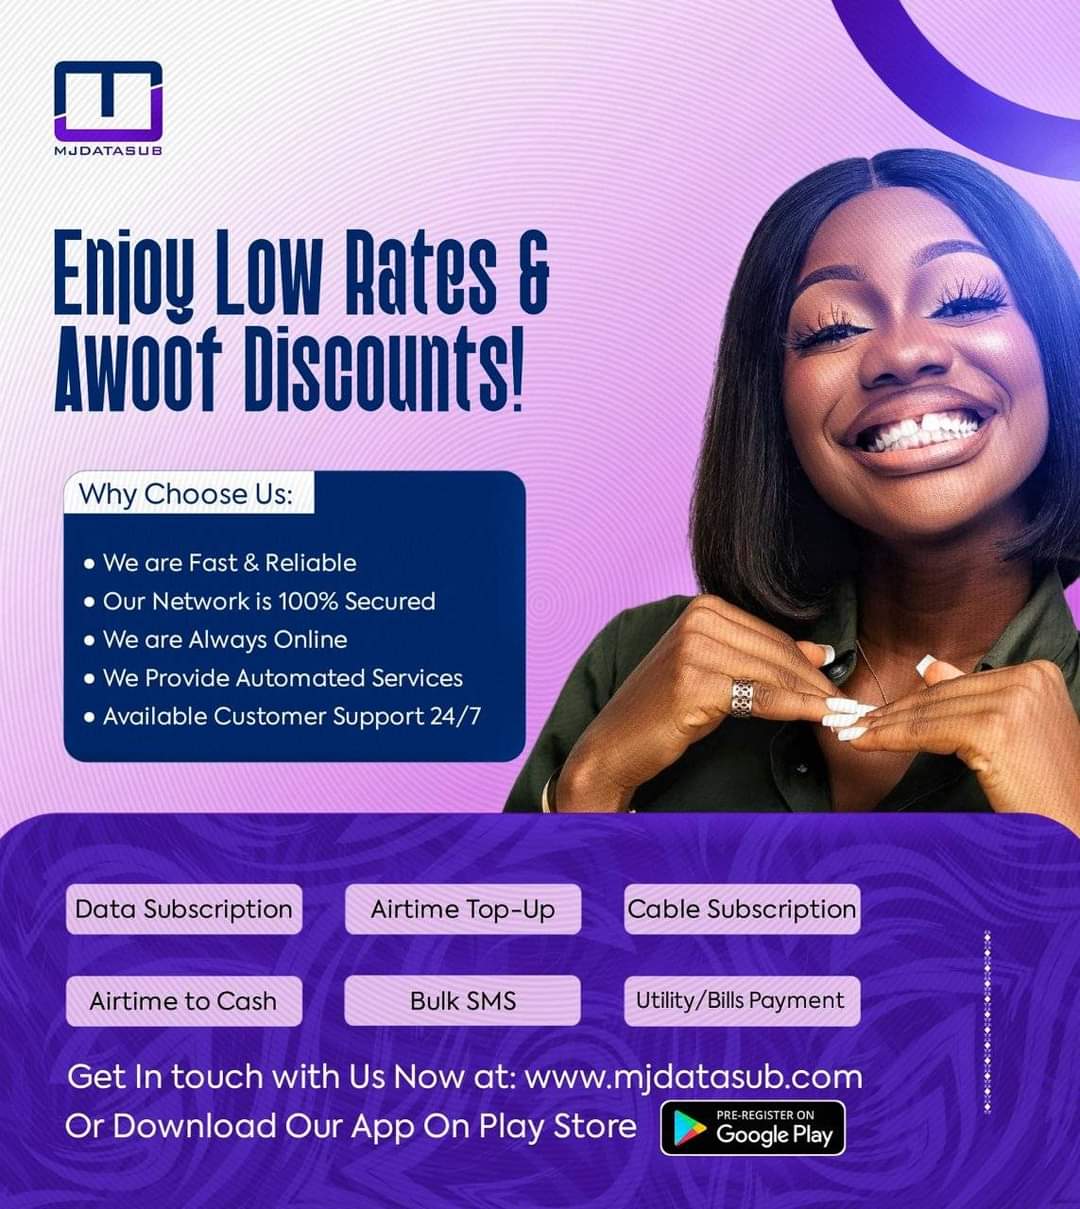 MJDATASUB
Enjoy Low Rates &
Awoof Discounts!
Why Choose Us:
• We are Fast & Reliable
• Our Network is 100% Secured
• We are Always Online
• We Provide Automated Services
• Available Customer Support 24/7
Data Subscription
Airtime Top-Up
Cable Subscription
Airtime to Cash
Bulk SMS
Utility/Bills Payment
Get In touch with Us Now at: www.mjdatasub.com
Or Download Our App On Play Store
PRE-REGISTER ON
Google Play